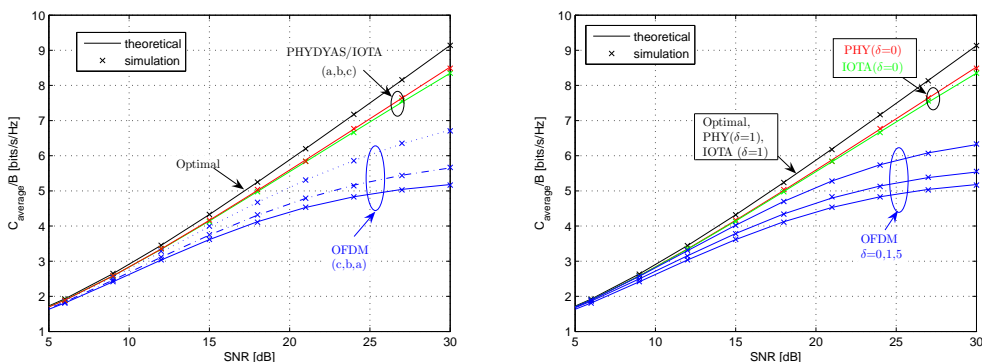 10
9
8
7
6
5
4
3
2
1
C_average/B [bits/s/Hz]
theoretical
simulation
PHYDYAS/IOTA
(a,b,c)
Optimal
OFDM
(c,b,a)
5 10 15 20 25 30
SNR [dB]
10
9
8
7
6
5
4
3
2
1
C_average/B [bits/s/Hz]
theoretical
simulation
PHY(δ=0)
IOTA(δ=0)
Optimal,
PHY(δ=1),
IOTA (δ=1)
OFDM
δ=0,1,5
5 10 15 20 25 30
SNR [dB]